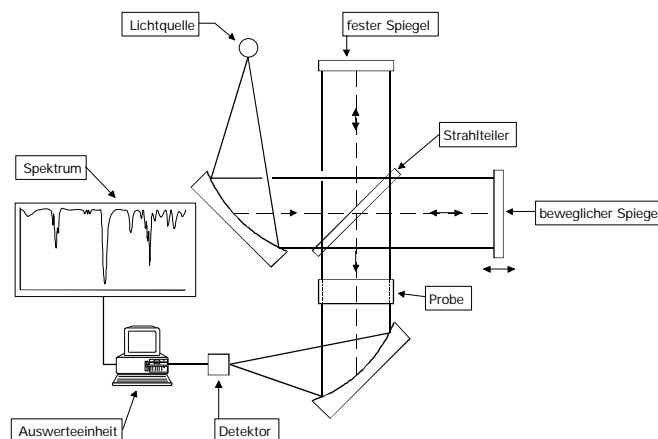 Lichtquelle
fester Spiegel
Strahlteiler
Spektrum
beweglicher Spiege
Probe
Auswerteeinheit
Detektor